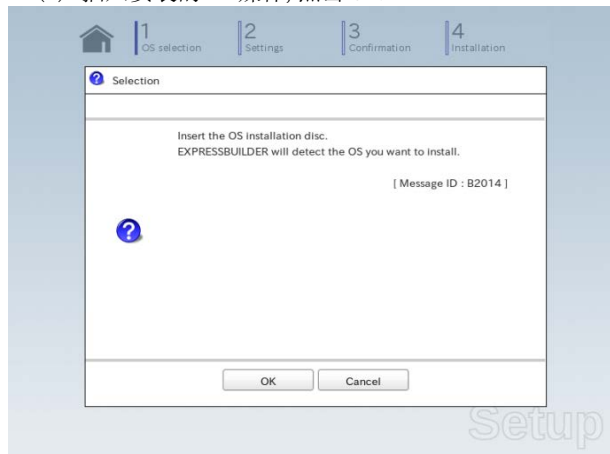 1
OS selection
2
Settings
3
Confirmation
4
Installation
Selection
Insert the OS installation disc.
EXPRESSBUILDER will detect the OS you want to install.
[ Message ID : B2014 ]
OK
Cancel
Setup